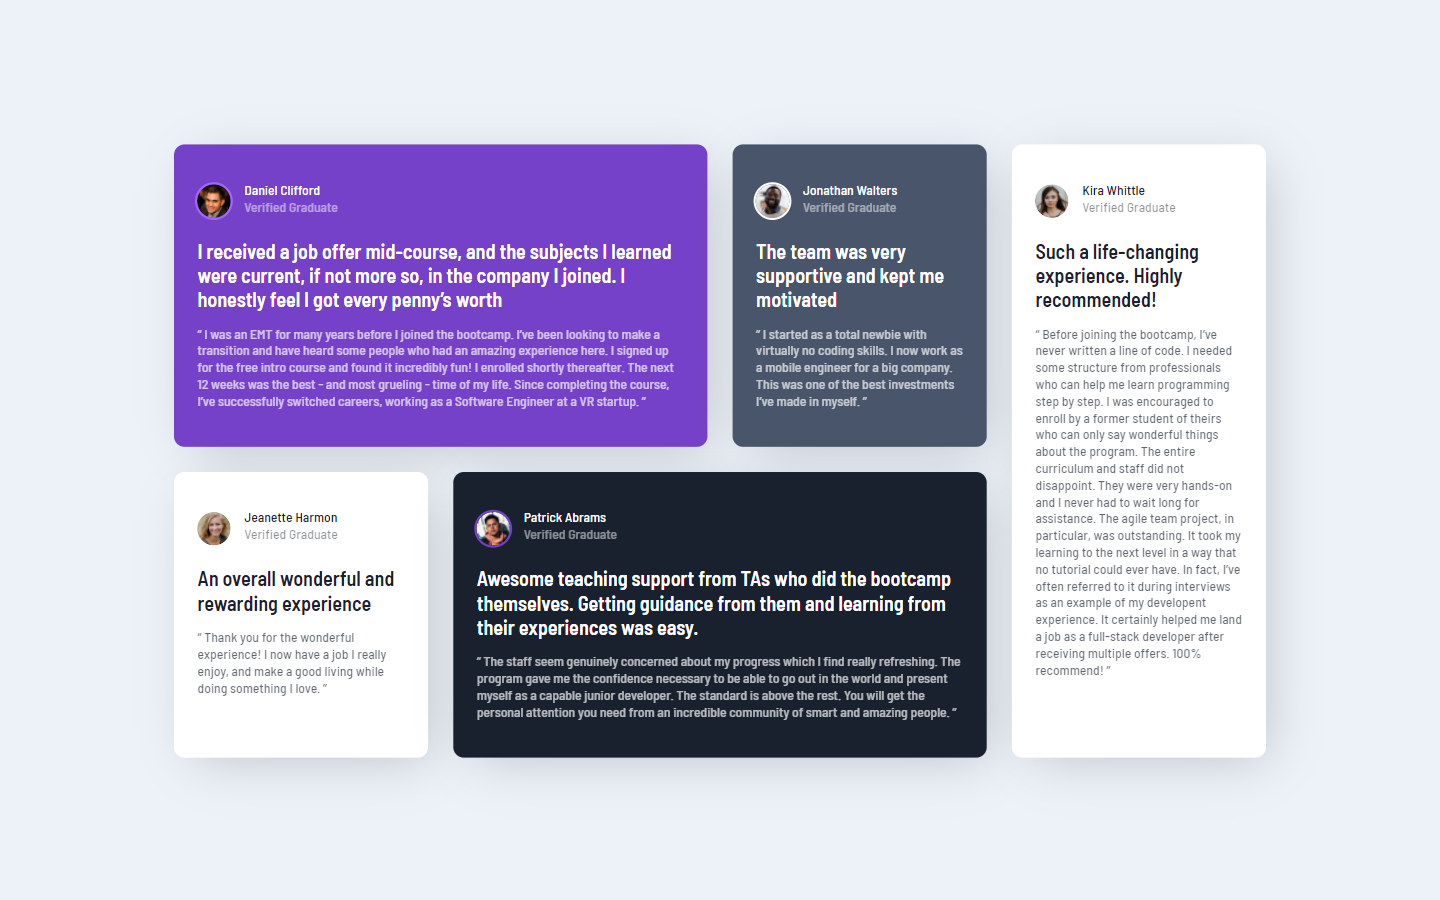 Daniel Clifford
Verified Graduate
I received a job offer mid-course, and the subjects I learned
were current, if not more so, in the company I joined. I
honestly feel I got every penny’s worth
“ I was an EMT for many years before I joined the bootcamp. I’ve been looking to make a
transition and have heard some people who had an amazing experience here. I signed up
for the free intro course and found it incredibly fun! I enrolled shortly thereafter. The next
12 weeks was the best - and most grueling - time of my life. Since completing the course,
I’ve successfully switched careers, working as a Software Engineer at a VR startup. ”
Jonathan Walters
Verified Graduate
The team was very
supportive and kept me
motivated
“ I started as a total newbie with
virtually no coding skills. I now work as
a mobile engineer for a big company.
This was one of the best investments
I’ve made in myself. ”
Kira Whittle
Verified Graduate
Such a life-changing
experience. Highly
recommended!
“ Before joining the bootcamp, I’ve
never written a line of code. I needed
some structure from professionals
who can help me learn programming
step by step. I was encouraged to
enroll by a former student of theirs
who can only say wonderful things
about the program. The entire
curriculum and staff did not
disappoint. They were very hands-on
and I never had to wait long for
assistance. The agile team project, in
particular, was outstanding. It took my
learning to the next level in a way that
no tutorial could ever have. In fact, I’ve
often referred to it during interviews
as an example of my developent
experience. It certainly helped me land
a job as a full-stack developer after
receiving multiple offers. 100%
recommend! ”
Jeanette Harmon
Verified Graduate
An overall wonderful and
rewarding experience
“ Thank you for the wonderful
experience! I now have a job I really
enjoy, and make a good living while
doing something I love. ”
Patrick Abrams
Verified Graduate
Awesome teaching support from TAs who did the bootcamp
themselves. Getting guidance from them and learning from
their experiences was easy.
“ The staff seem genuinely concerned about my progress which I find really refreshing. The
program gave me the confidence necessary to be able to go out in the world and present
myself as a capable junior developer. The standard is above the rest. You will get the
personal attention you need from an incredible community of smart and amazing people. ”